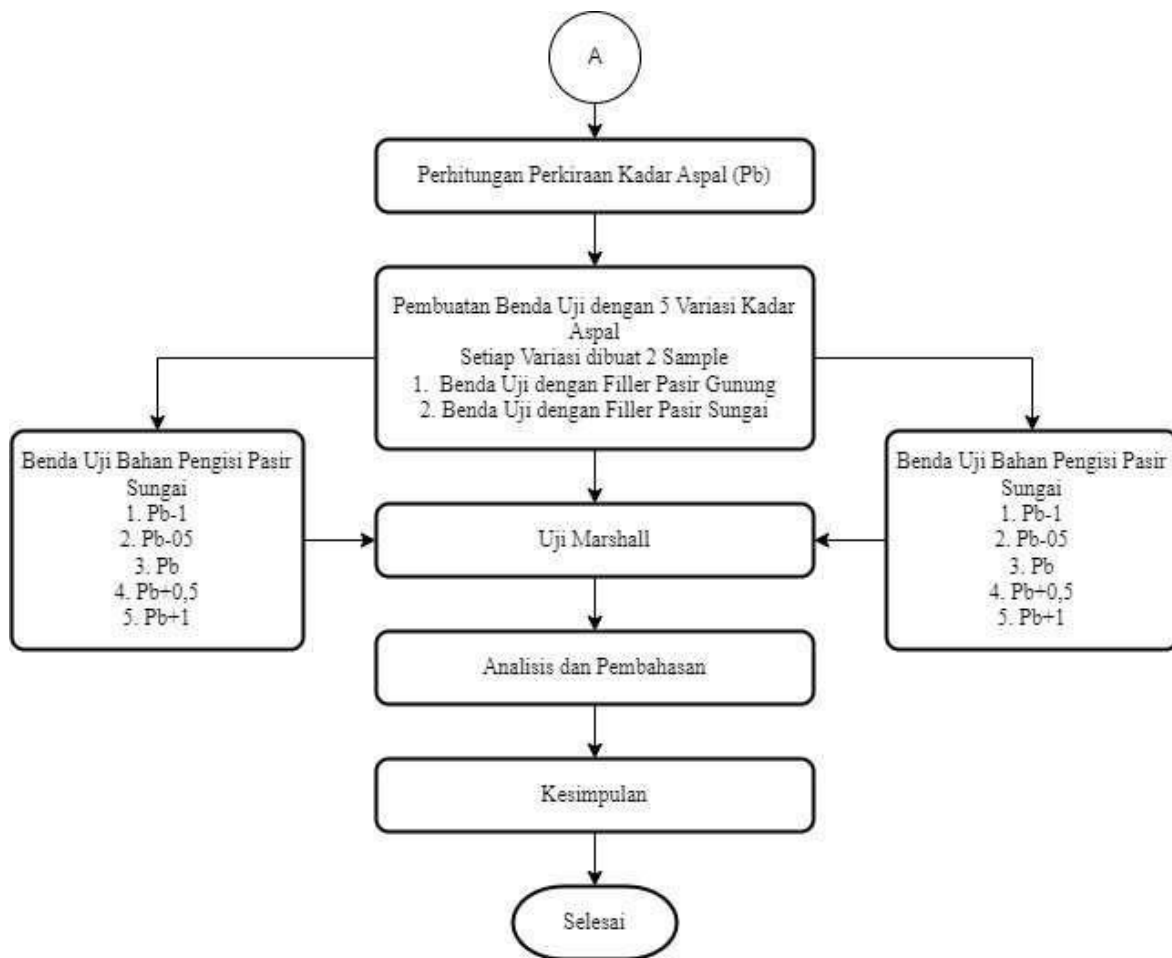 A
Perhitungan Perkiraan Kadar Aspal (Pb)
Pembuatan Benda Uji dengan 5 Variasi Kadar
Aspal
Setiap Variasi dibuat 2 Sample
1. Benda Uji dengan Filler Pasir Gunung
2. Benda Uji dengan Filler Pasir Sungai
Benda Uji Bahan Pengisi Pasir
Sungai
1. Pb-1
2. Pb-05
3. Pb
4. Pb+0,5
5. Pb+1
Benda Uji Bahan Pengisi Pasir
Sungai
1. Pb-1
2. Pb-05
3. Pb
4. Pb+0,5
5. Pb+1
Uji Marshall
Analisis dan Pembahasan
Kesimpulan
Selesai